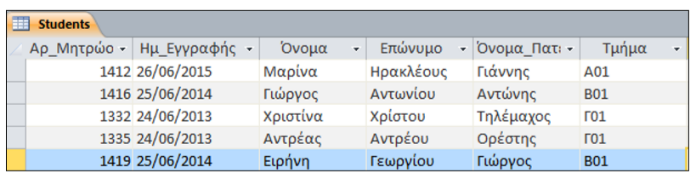 Students
Αρ_Μητρώο Ημ_Εγγραφής Όνομα Επώνυμο Όνομα_Πατι Τμήμα
1412 26/06/2015 Μαρίνα Ηρακλέους Γιάννης Α01
1416 25/06/2014 Γιώργος Αντωνίου Αντώνης Β01
1332 24/06/2013 Χριστίνα Χρίστου Τηλέμαχος Γ01
1335 24/06/2013 Αντρέας Αντρέου Ορέστης Γ01
1419 25/06/2014 Ειρήνη Γεωργίου Γιώργος Β01